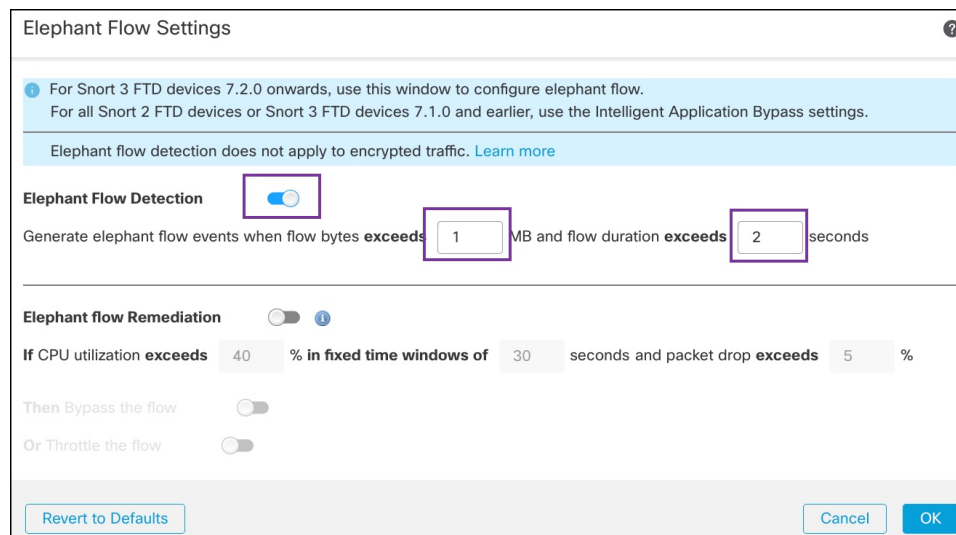 Elephant Flow Settings
?
i
For Snort 3 FTD devices 7.2.0 onwards, use this window to configure elephant flow.
For all Snort 2 FTD devices or Snort 3 FTD devices 7.1.0 and earlier, use the Intelligent Application Bypass settings.
Elephant flow detection does not apply to encrypted traffic. Learn more
Elephant Flow Detection
Generate elephant flow events when flow bytes exceeds 1 MB and flow duration exceeds 2 seconds
Elephant flow Remediation i
If CPU utilization exceeds 40 % in fixed time windows of 30 seconds and packet drop exceeds 5 %
Then Bypass the flow
Or Throttle the flow
Revert to Defaults Cancel OK